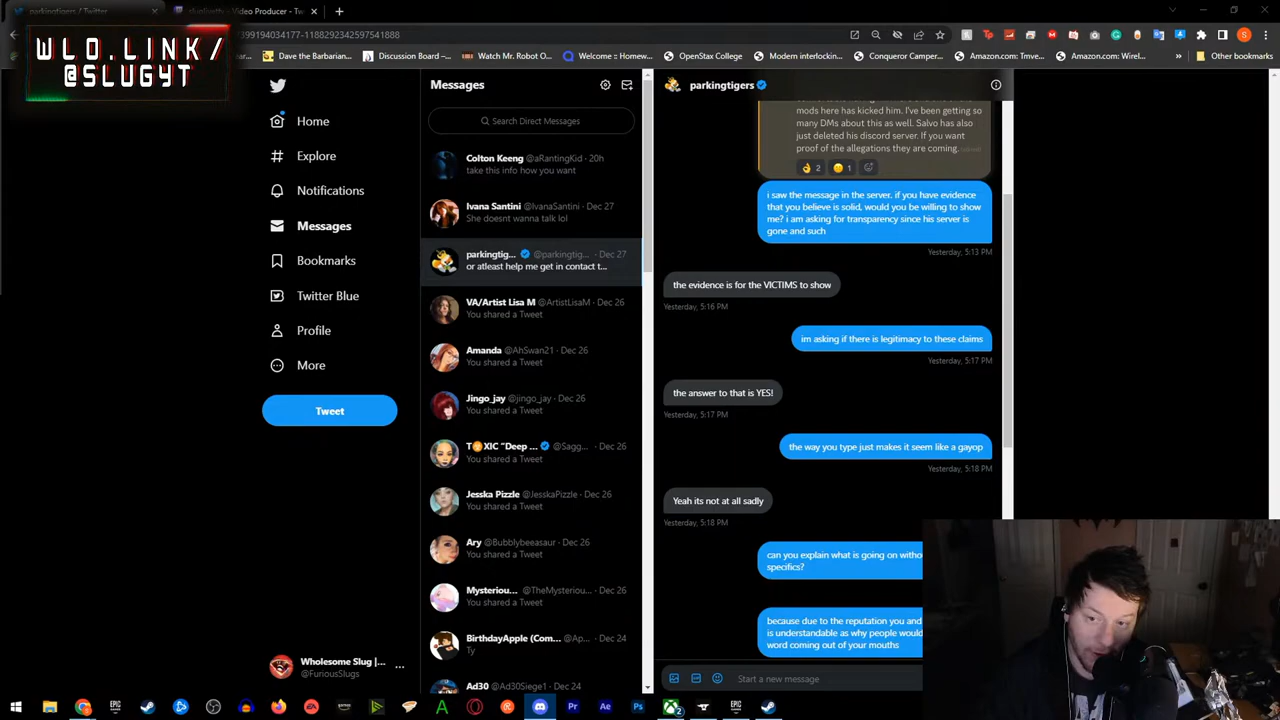 parkingtigers / Twitter
Video Producer - Tw
399194034177-1188292342597541888
WLO.LINK/
@SLUGYT
Dave the Barbarian...
Discussion Board –...
Watch Mr. Robot O...
Welcome :: Homew...
OpenStax College
Modern interlockin...
Conqueror Camper...
Amazon.com: Tmve...
Amazon.com: Wirel...
Other bookmarks
Home
Explore
Notifications
Messages
Bookmarks
Twitter Blue
Profile
More
Tweet
Wholesome Slug |...
@FuriousSlugs
Messages
Search Direct Messages
Colton Keeng @aRantingKid · 20h
take this info how you want
Ivana Santini @IvanaSantini · Dec 27
She doesnt wanna talk lol
parkingtig... @parkingtig... · Dec 27
or atleast help me get in contact t...
VA/Artist Lisa M @ArtistLisaM · Dec 26
You shared a Tweet
Amanda @AhSwan21 · Dec 26
You shared a Tweet
Jingo_jay @jingo_jay · Dec 26
You shared a Tweet
T🪙XIC "Deep ... @Sagg... · Dec 26
You shared a Tweet
Jesska Pizzle @JesskaPizzle · Dec 26
You shared a Tweet
Ary @Bubblybeeasaur · Dec 26
You shared a Tweet
Mysteriou... @TheMysteriou... · Dec 26
You shared a Tweet
BirthdayApple (Com... @Ap... · Dec 24
Ty
Ad30 @Ad30Siege1 · Dec 24
parkingtigers
mods here has kicked him. I've been getting so
many DMs about this as well. Salvo has also
just deleted his discord server. If you want
proof of the allegations they are coming.
2
1
i saw the message in the server. if you have evidence
that you believe is solid, would you be willing to show
me? i am asking for transparency since his server is
gone and such
Yesterday, 5:13 PM
the evidence is for the VICTIMS to show
Yesterday, 5:16 PM
im asking if there is legitimacy to these claims
Yesterday, 5:17 PM
the answer to that is YES!
Yesterday, 5:17 PM
the way you type just makes it seem like a gayop
Yesterday, 5:18 PM
Yeah its not at all sadly
Yesterday, 5:18 PM
can you explain what is going on witho
specifics?
because due to the reputation you and
is understandable as why people would
word coming out of your mouths
Start a new message